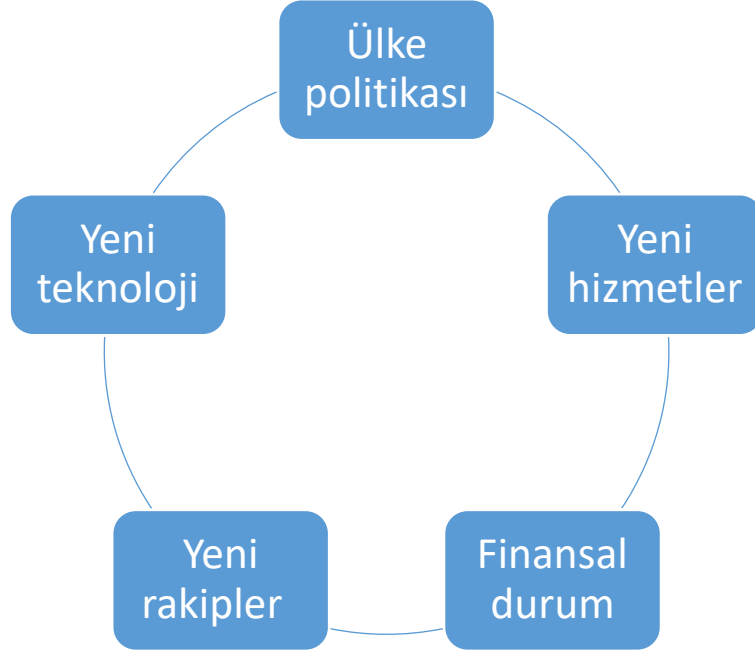 Ülke
politikası
Yeni
hizmetler
Finansal
durum
Yeni
rakipler
Yeni
teknoloji